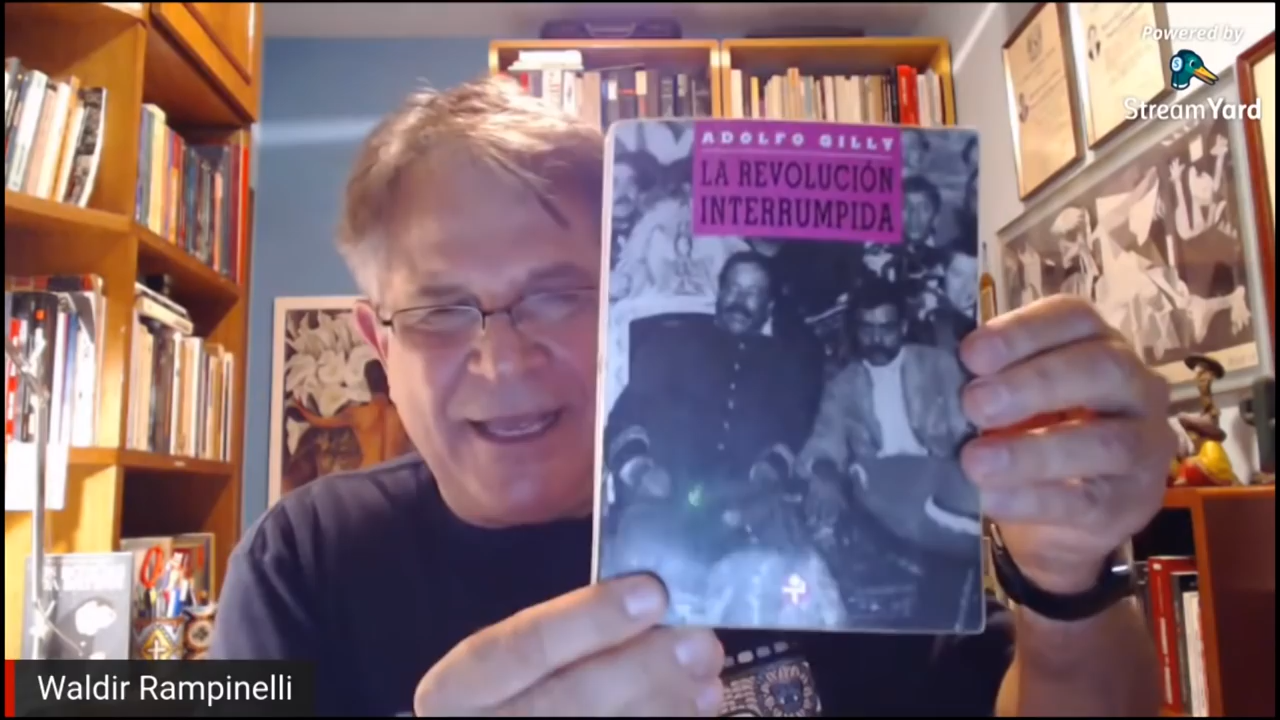 Powered by
StreamYard
ADOLFO GILLY
LA REVOLUCIÓN
INTERRUMPIDA
Waldir Rampinelli